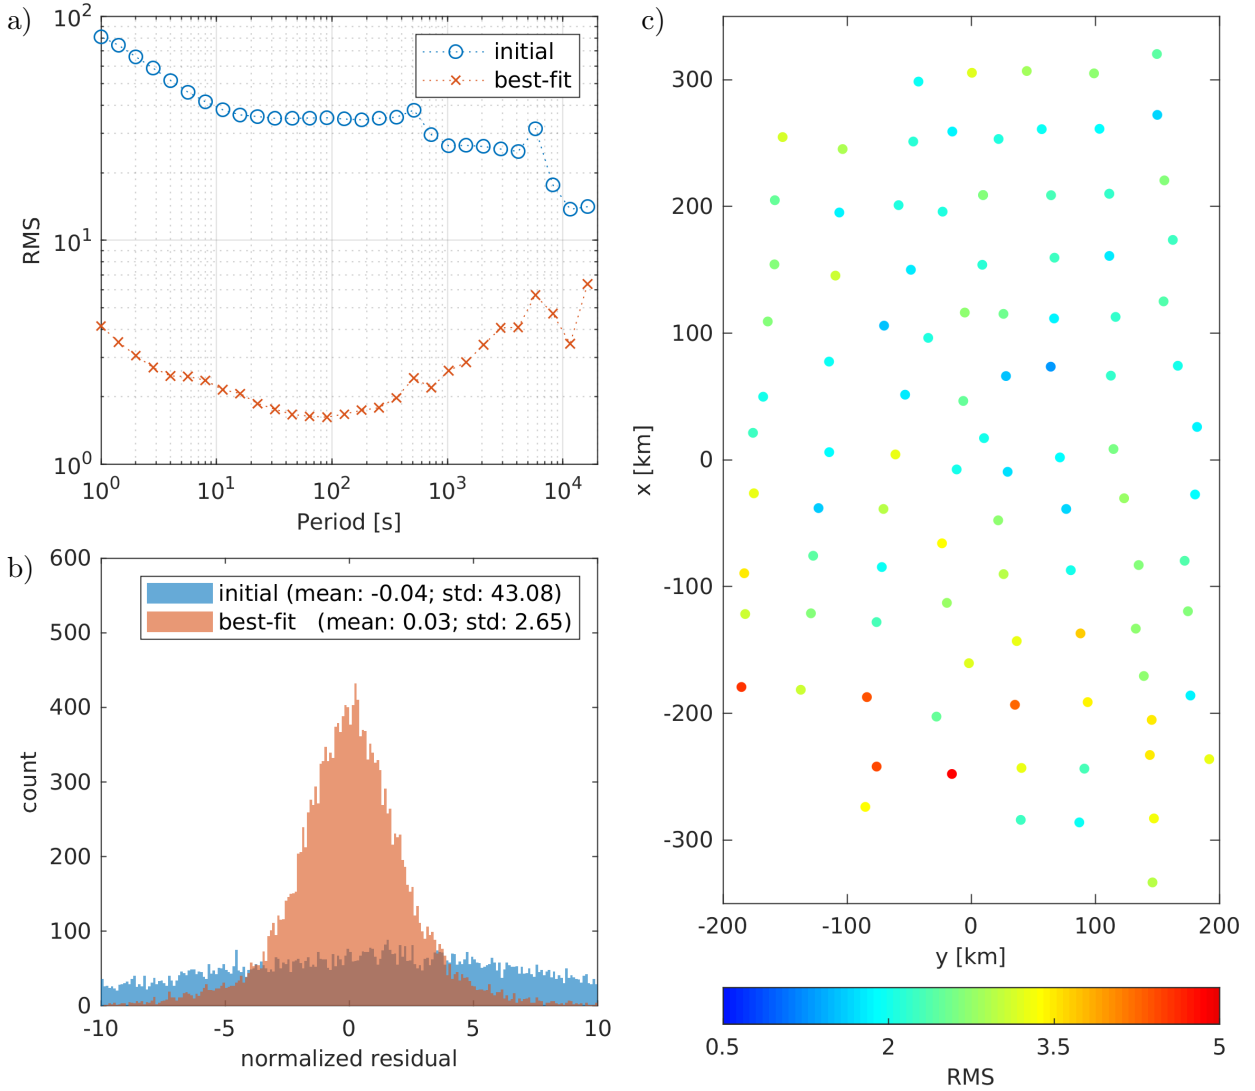 a)
10^2
10^1
10^0
RMS
initial
best-fit
10^0 10^1 10^2 10^3 10^4
Period [s]
b)
600
500
400
300
200
100
0
count
initial (mean: -0.04; std: 43.08)
best-fit (mean: 0.03; std: 2.65)
-10 -5 0 5 10
normalized residual
c)
300
200
100
0
-100
-200
-300
x [km]
-200 -100 0 100 200
y [km]
0.5 2 3.5 5
RMS